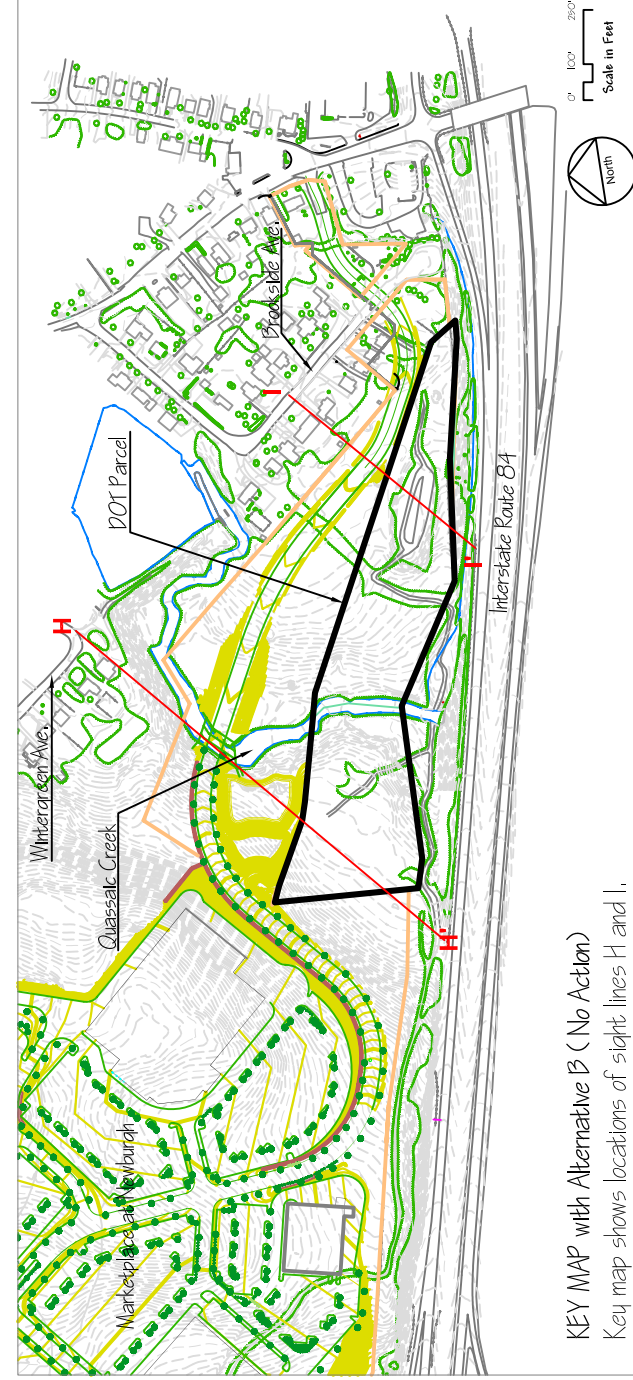 Wintergreen Ave.
H
DOT Parcel
Brookside Ave.
I
Quassaic Creek
Marketplace at Newburgh
H'
I'
Interstate Route 84
0' 100' 250'
Scale in Feet
North
KEY MAP with Alternative B ( No Action)
Key map shows locations of sight lines H and I.